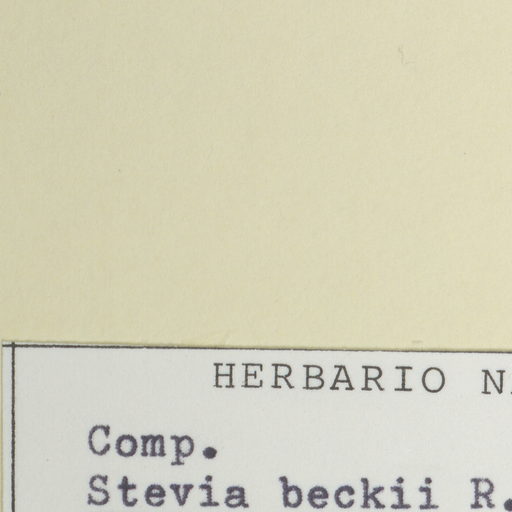 HERBARIO
Comp.
Stevia beckii R.